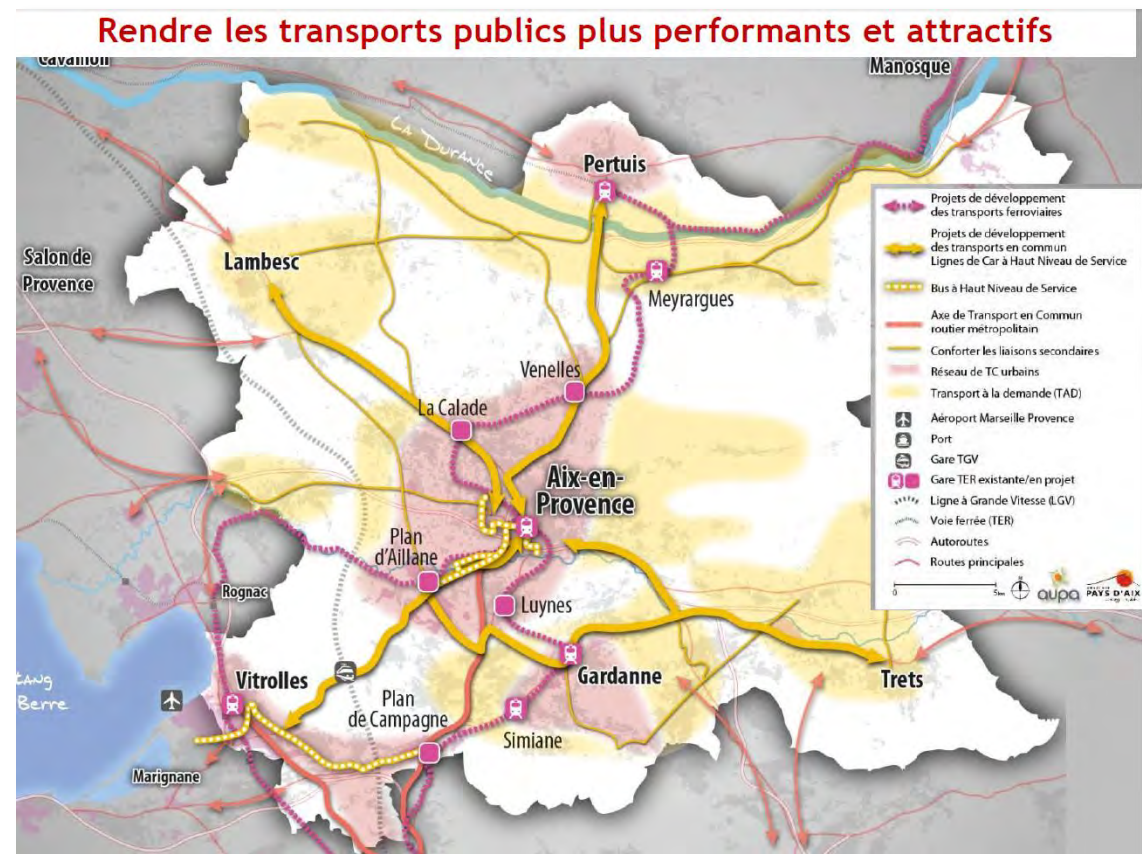 Rendre les transports publics plus performants et attractifs
Cavaillon
Manosque
LA DURANCE
Pertuis
Salon de
Provence
Lambesc
Meyrargues
Venelles
La Calade
Aix-en-
Provence
Plan
d'Aillane
Rognac
Luynes
Vitrolles
Gardanne
Trets
Plan
de Campagne
Simiane
TANG
BERRE
Marignane
Projets de développement
des transports ferroviaires
Projets de développement
des transports en commun
Lignes de Car à Haut Niveau de Service
Bus à Haut Niveau de Service
Axe de Transport en Commun
routier métropolitain
Conforter les liaisons secondaires
Réseau de TC urbains
Transport à la demande (TAD)
Aéroport Marseille Provence
Port
Gare TGV
Gare TER existante/en projet
Ligne à Grande Vitesse (LGV)
Voie ferrée (TER)
Autoroutes
Routes principales
0 5km N
aupa
PAYS D'AIX